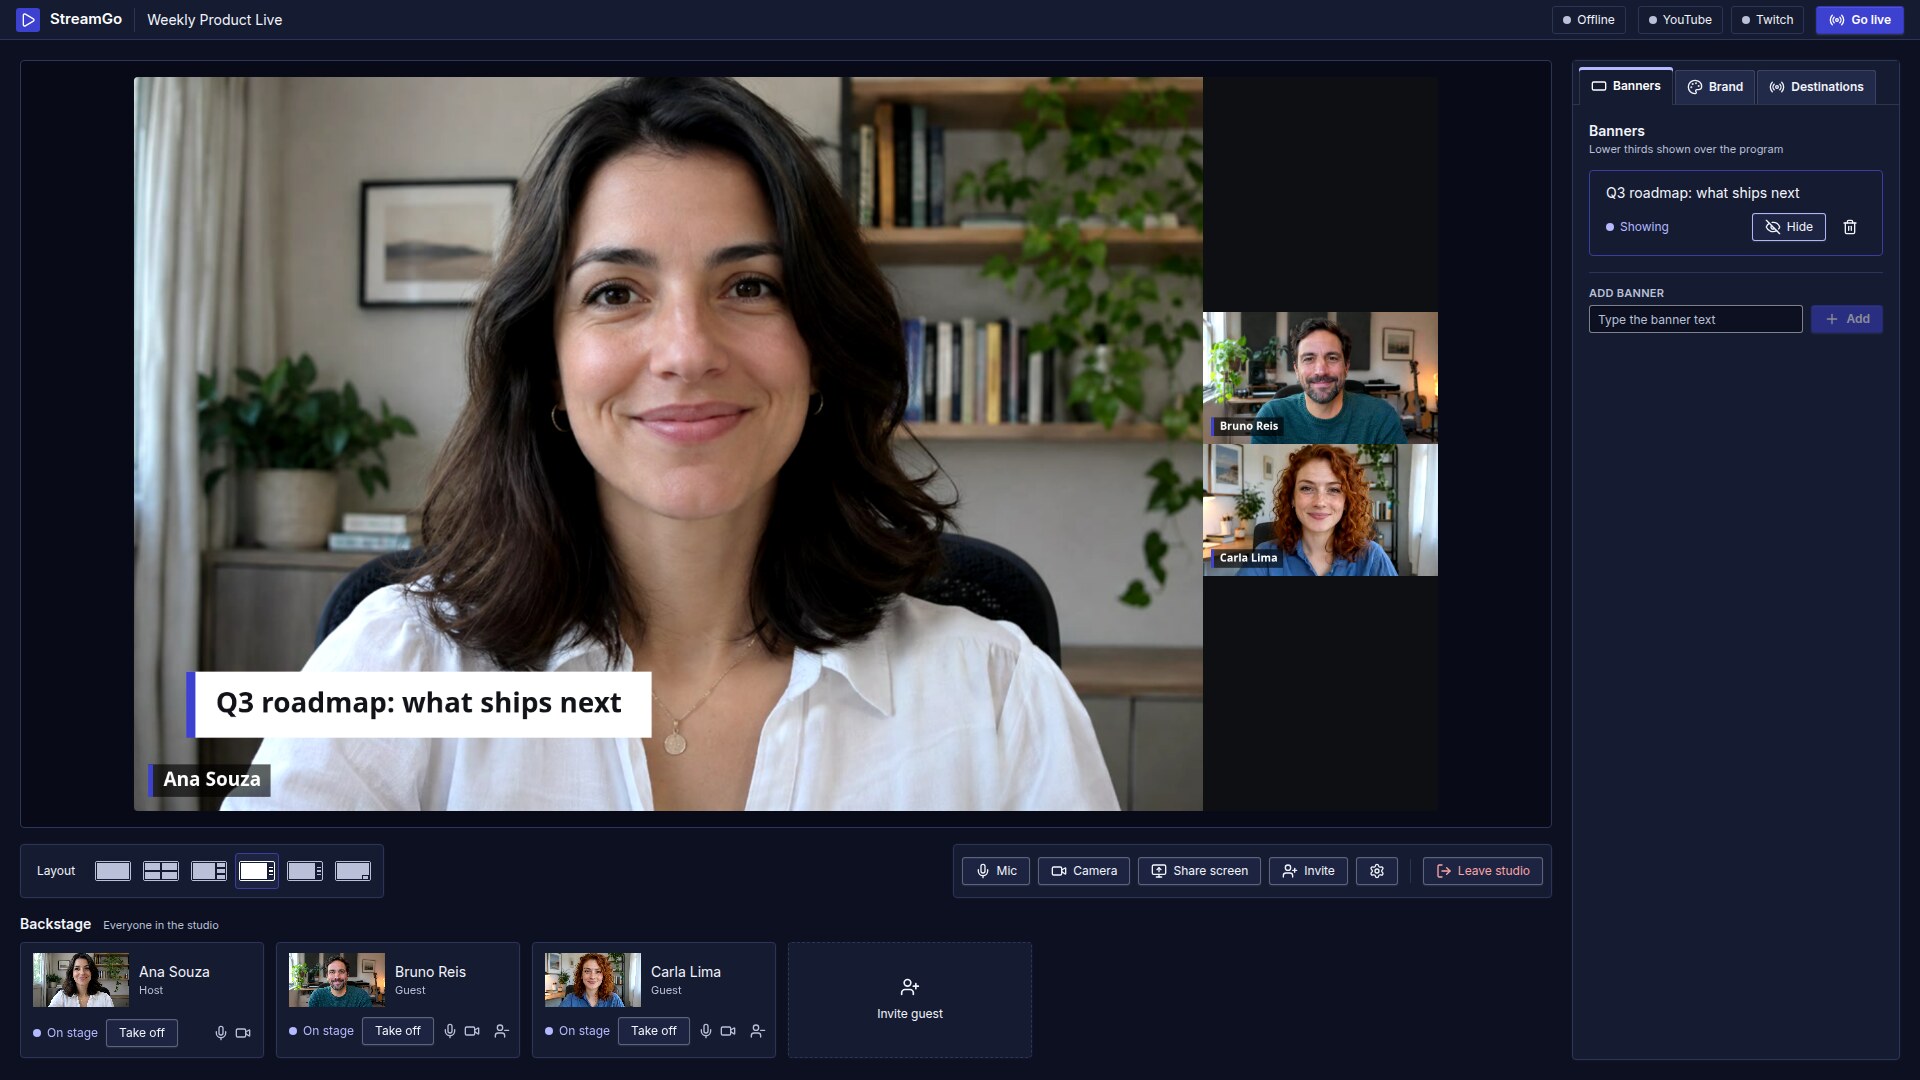 StreamGo
Weekly Product Live
Offline
YouTube
Twitch
Go live
Banners
Brand
Destinations
Banners
Lower thirds shown over the program
Q3 roadmap: what ships next
Showing
Hide
ADD BANNER
Type the banner text
Add
Bruno Reis
Carla Lima
Q3 roadmap: what ships next
Ana Souza
Layout
Mic
Camera
Share screen
Invite
Leave studio
Backstage
Everyone in the studio
Ana Souza
Host
On stage
Take off
Bruno Reis
Guest
On stage
Take off
Carla Lima
Guest
On stage
Take off
Invite guest